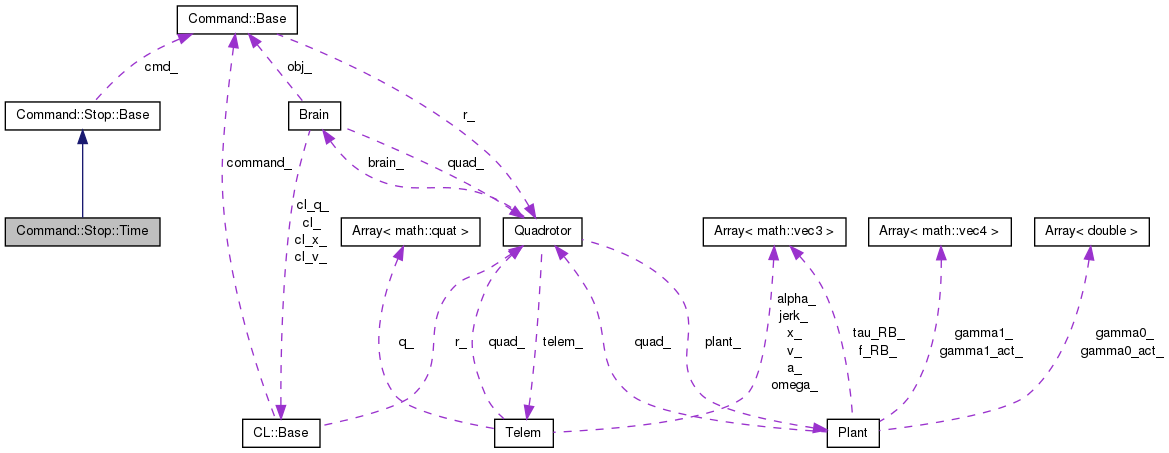 Command::Base
cmd_
obj_
Command::Stop::Base
Brain
r_
command_
brain_
quad_
cl_q_
cl_
cl_x_
cl_v_
Command::Stop::Time
Array< math::quat >
Quadrotor
Array< math::vec3 >
Array< math::vec4 >
Array< double >
q_
r_
quad_
telem_
quad_
plant_
alpha_
jerk_
x_
v_
a_
omega_
tau_RB_
f_RB_
gamma1_
gamma1_act_
gamma0_
gamma0_act_
CL::Base
Telem
Plant